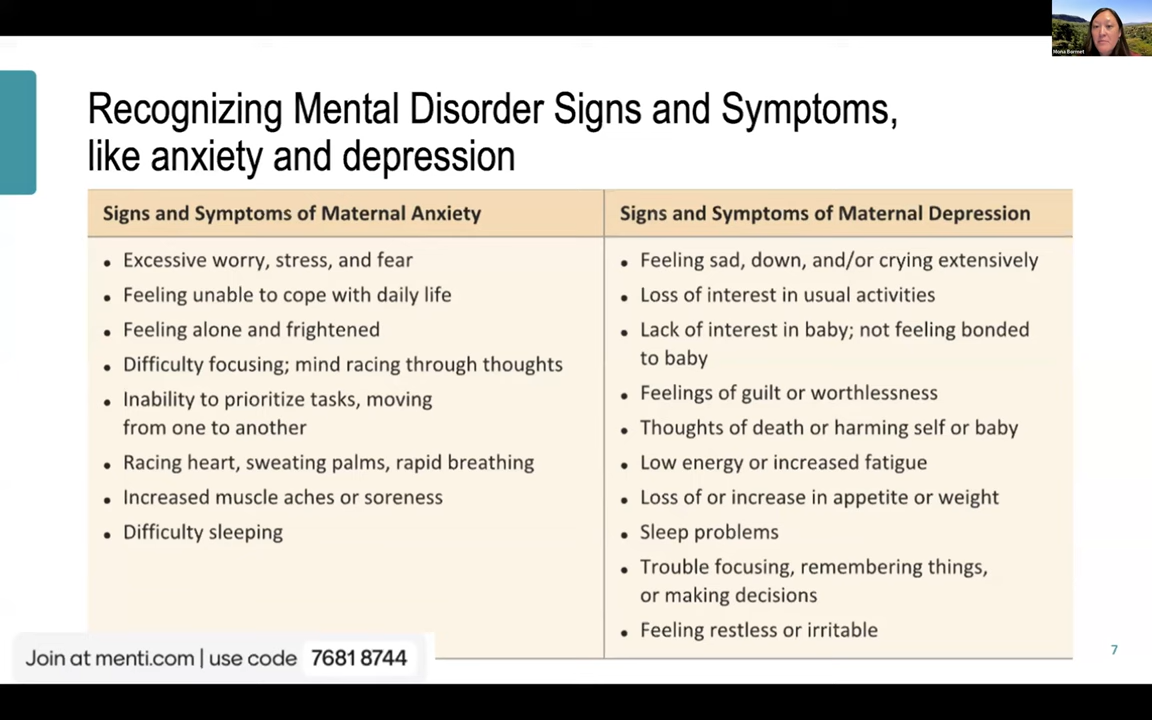 Recognizing Mental Disorder Signs and Symptoms,
like anxiety and depression
Signs and Symptoms of Maternal Anxiety
• Excessive worry, stress, and fear
• Feeling unable to cope with daily life
• Feeling alone and frightened
• Difficulty focusing; mind racing through thoughts
• Inability to prioritize tasks, moving
from one to another
• Racing heart, sweating palms, rapid breathing
• Increased muscle aches or soreness
• Difficulty sleeping
Signs and Symptoms of Maternal Depression
• Feeling sad, down, and/or crying extensively
• Loss of interest in usual activities
• Lack of interest in baby; not feeling bonded
to baby
• Feelings of guilt or worthlessness
• Thoughts of death or harming self or baby
• Low energy or increased fatigue
• Loss of or increase in appetite or weight
• Sleep problems
• Trouble focusing, remembering things,
or making decisions
• Feeling restless or irritable
Join at menti.com | use code 7681 8744
7